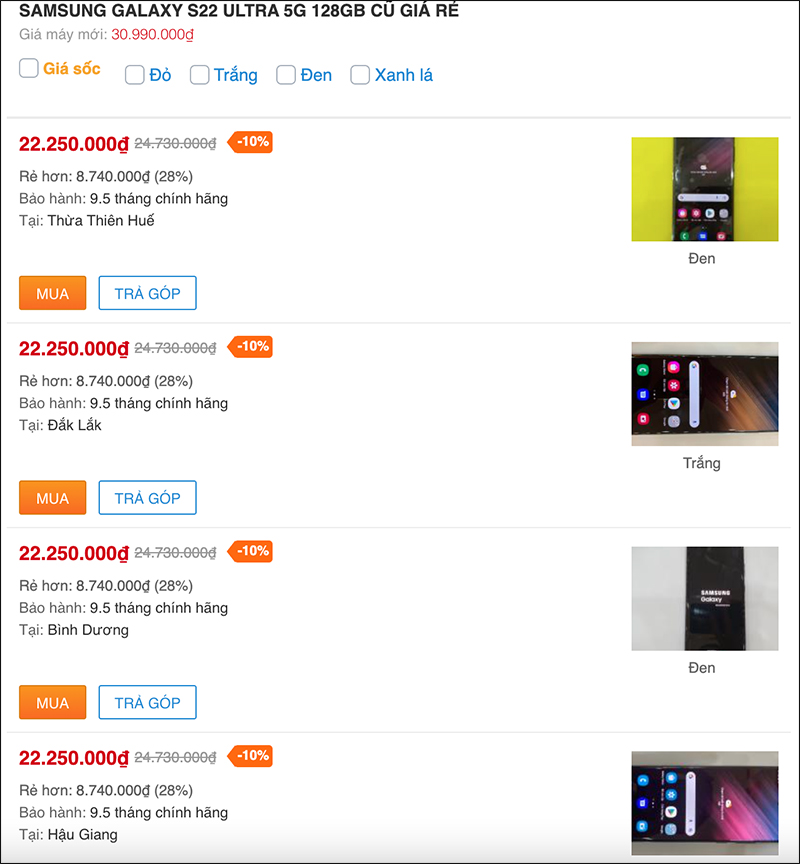 SAMSUNG GALAXY S22 ULTRA 5G 128GB CŨ GIÁ RẺ
Giá máy mới: 30.990.000₫
Giá sốc Đỏ Trắng Đen Xanh lá
22.250.000₫ 24.730.000₫ -10%
Rẻ hơn: 8.740.000₫ (28%)
Bảo hành: 9.5 tháng chính hãng
Tại: Thừa Thiên Huế
Đen
MUA TRẢ GÓP
22.250.000₫ 24.730.000₫ -10%
Rẻ hơn: 8.740.000₫ (28%)
Bảo hành: 9.5 tháng chính hãng
Tại: Đắk Lắk
Trắng
MUA TRẢ GÓP
22.250.000₫ 24.730.000₫ -10%
Rẻ hơn: 8.740.000₫ (28%)
Bảo hành: 9.5 tháng chính hãng
Tại: Bình Dương
SAMSUNG
Galaxy
Đen
MUA TRẢ GÓP
22.250.000₫ 24.730.000₫ -10%
Rẻ hơn: 8.740.000₫ (28%)
Bảo hành: 9.5 tháng chính hãng
Tại: Hậu Giang